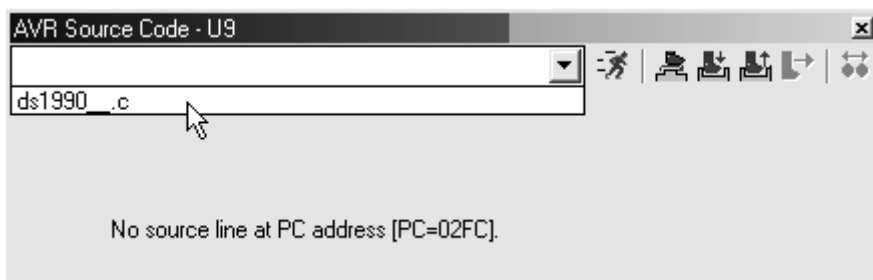 AVR Source Code - U9
ds1990__.c
No source line at PC address [PC=02FC].